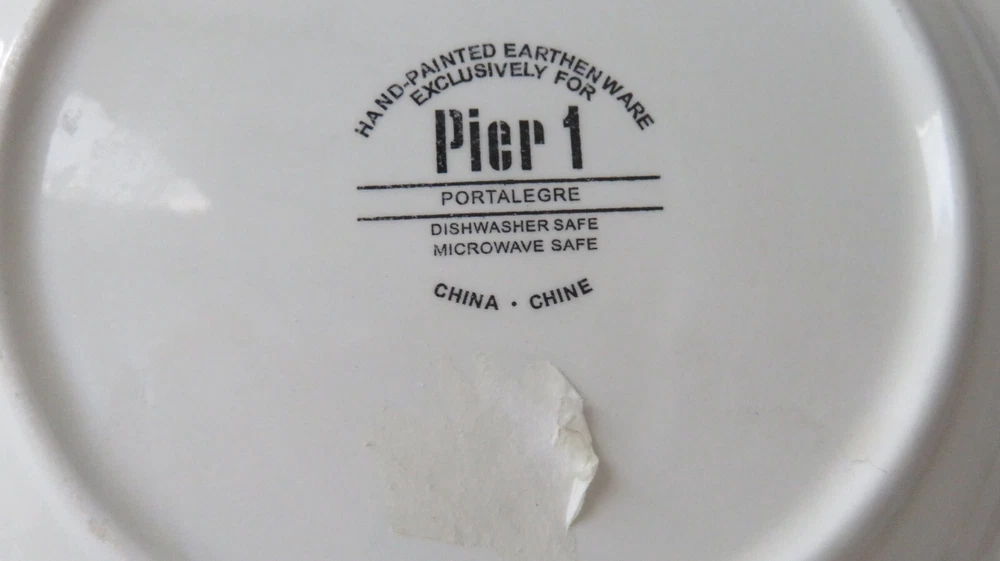 HAND-PAINTED EARTHENWARE
EXCLUSIVELY FOR
Pier 1
PORTALEGRE
DISHWASHER SAFE
MICROWAVE SAFE
CHINA • CHINE